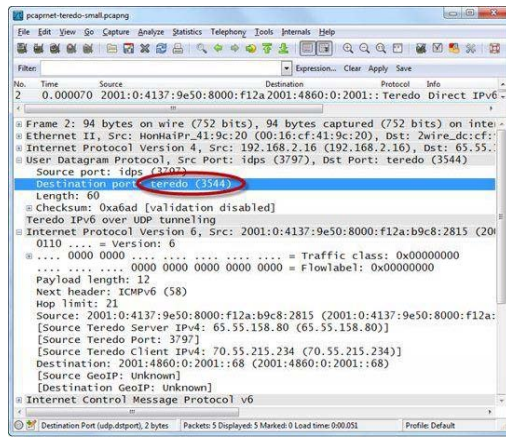 pcaprnet-teredo-small.pcapng
File Edit View Go Capture Analyze Statistics Telephony Tools Internals Help
Filter: Expression... Clear Apply Save
No. Time Source Destination Protocol Info
2 0.000070 2001:0:4137:9e50:8000:f12a 2001:4860:0:2001:: Teredo Direct IPv6
Frame 2: 94 bytes on wire (752 bits), 94 bytes captured (752 bits) on inte
Ethernet II, Src: HonHaiPr_41:9c:20 (00:16:cf:41:9c:20), Dst: 2wire_dc:cf:
Internet Protocol Version 4, Src: 192.168.2.16 (192.168.2.16), Dst: 65.55.
User Datagram Protocol, Src Port: idps (3797), Dst Port: teredo (3544)
Source port: idps (3797)
Destination port: teredo (3544)
Length: 60
Checksum: 0xa6ad [validation disabled]
Teredo IPv6 over UDP tunneling
Internet Protocol Version 6, Src: 2001:0:4137:9e50:8000:f12a:b9c8:2815 (200
0110 .... = Version: 6
.... 0000 0000 .... .... .... .... .... = Traffic class: 0x00000000
.... .... .... 0000 0000 0000 0000 0000 = Flowlabel: 0x00000000
Payload length: 12
Next header: ICMPv6 (58)
Hop limit: 21
Source: 2001:0:4137:9e50:8000:f12a:b9c8:2815 (2001:0:4137:9e50:8000:f12a:
[Source Teredo Server IPv4: 65.55.158.80 (65.55.158.80)]
[Source Teredo Port: 3797]
[Source Teredo Client IPv4: 70.55.215.234 (70.55.215.234)]
Destination: 2001:4860:0:2001::68 (2001:4860:0:2001::68)
[Source GeoIP: Unknown]
[Destination GeoIP: Unknown]
Internet Control Message Protocol v6
Destination Port (udp.dstport), 2 bytes Packets: 5 Displayed: 5 Marked: 0 Load time: 0:00.051 Profile: Default